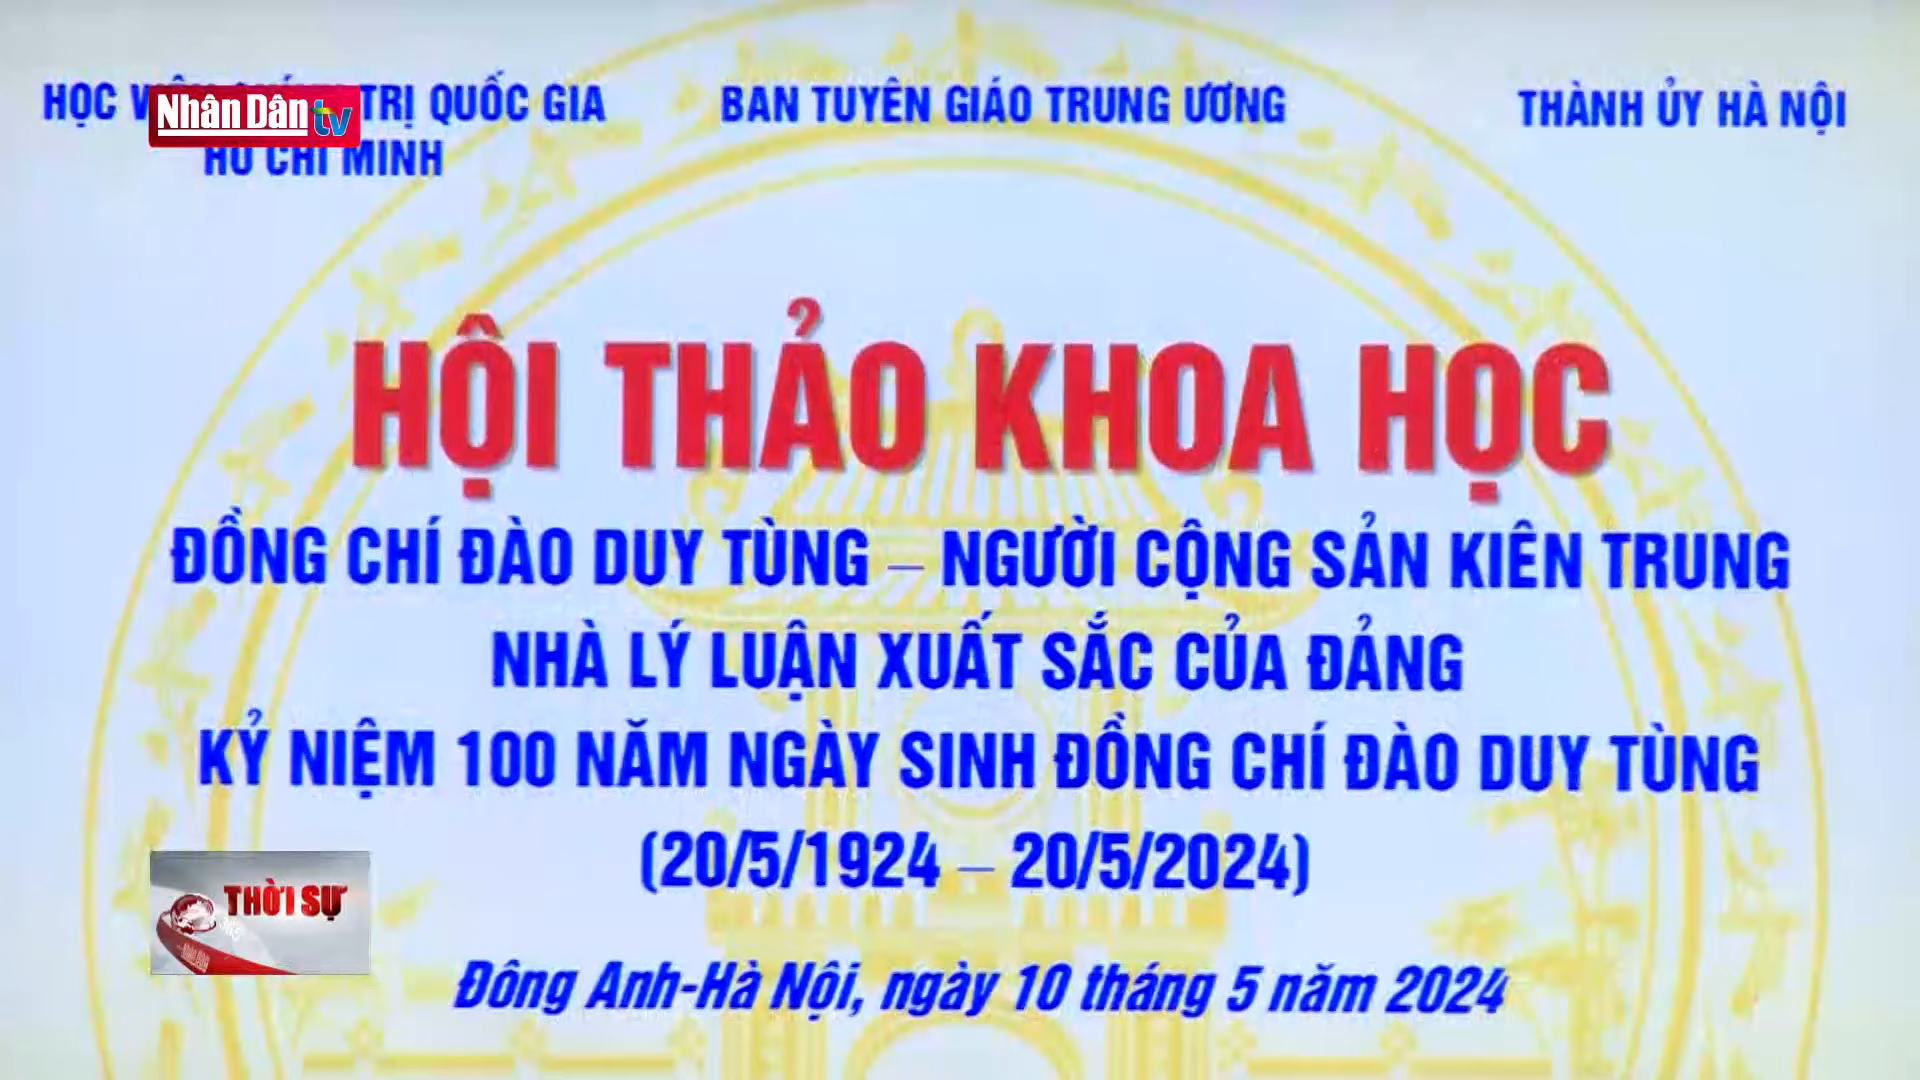 HỌC TRỊ QUỐC GIA
HỒ CHÍ MINH
BAN TUYÊN GIÁO TRUNG ƯƠNG
THÀNH ỦY HÀ NỘI
Nhân Dân tv
HỘI THẢO KHOA HỌC
ĐỒNG CHÍ ĐÀO DUY TÙNG – NGƯỜI CỘNG SẢN KIÊN TRUNG
NHÀ LÝ LUẬN XUẤT SẮC CỦA ĐẢNG
KỶ NIỆM 100 NĂM NGÀY SINH ĐỒNG CHÍ ĐÀO DUY TÙNG
(20/5/1924 – 20/5/2024)
THỜI SỰ
Đông Anh-Hà Nội, ngày 10 tháng 5 năm 2024